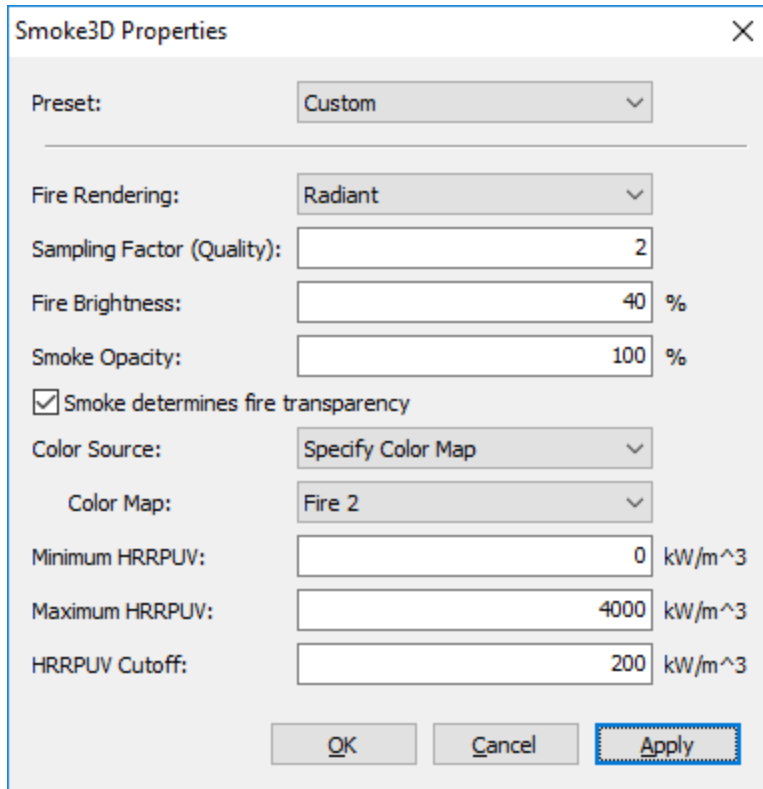 Smoke3D Properties
Preset: Custom
Fire Rendering: Radiant
Sampling Factor (Quality): 2
Fire Brightness: 40 %
Smoke Opacity: 100 %
Smoke determines fire transparency
Color Source: Specify Color Map
Color Map: Fire 2
Minimum HRRPUV: 0 kW/m^3
Maximum HRRPUV: 4000 kW/m^3
HRRPUV Cutoff: 200 kW/m^3
OK Cancel Apply